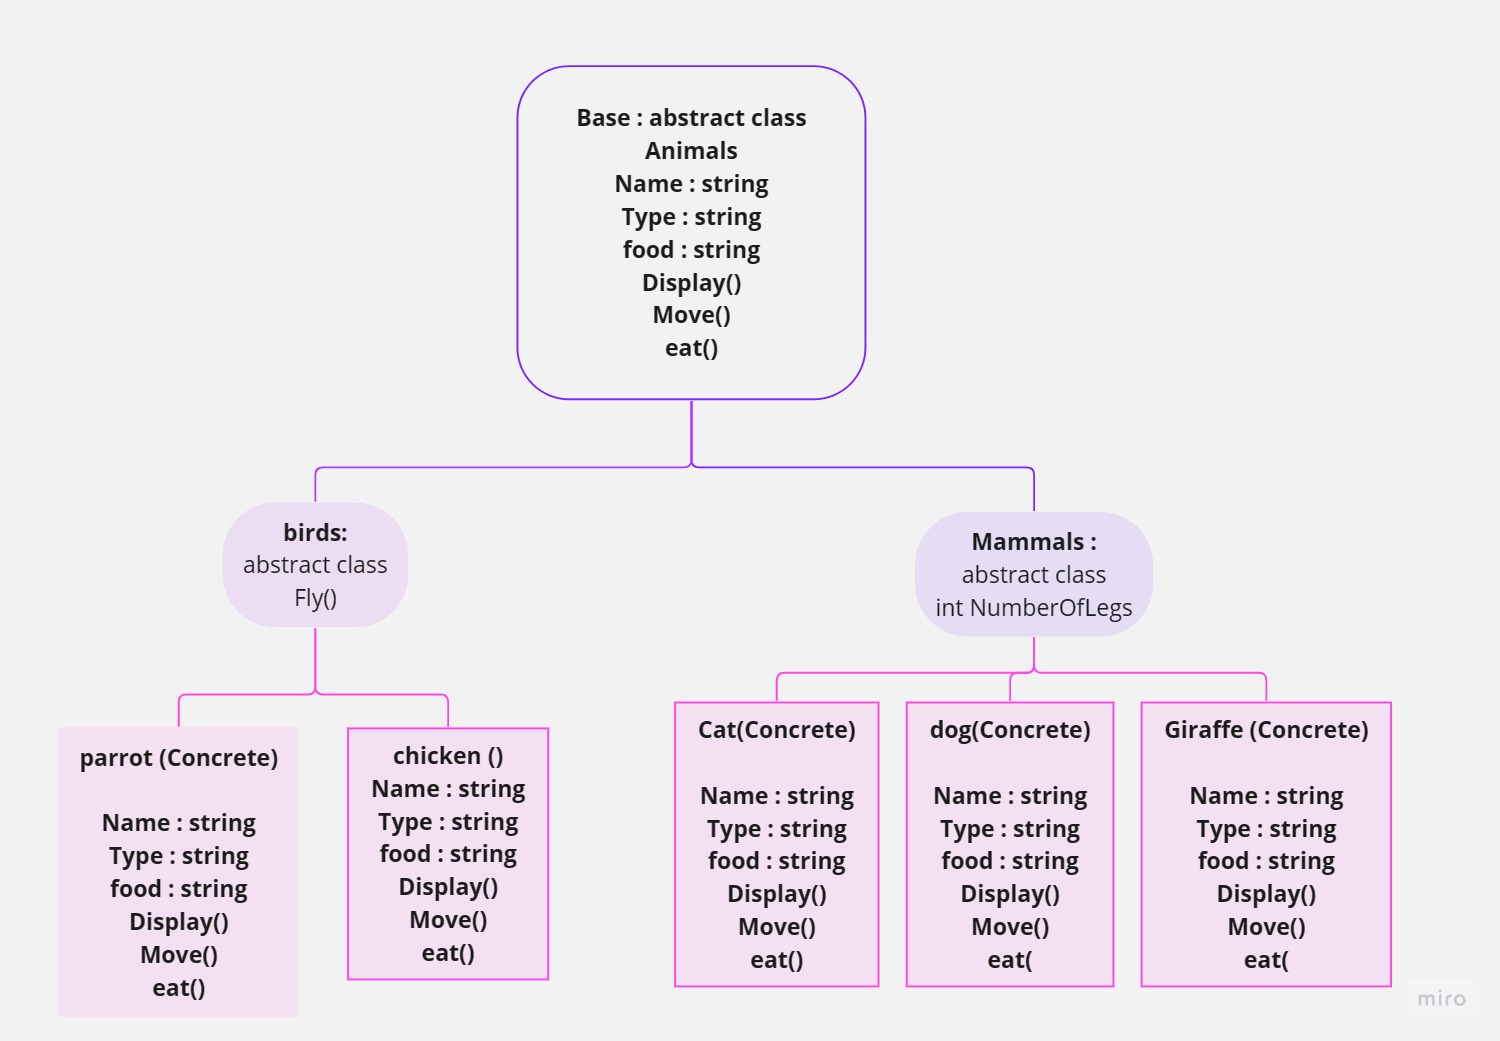 Base : abstract class
Animals
Name : string
Type : string
food : string
Display()
Move()
eat()
birds:
abstract class
Fly()
Mammals :
abstract class
int NumberOfLegs
parrot (Concrete)
Name : string
Type : string
food : string
Display()
Move()
eat()
chicken ()
Name : string
Type : string
food : string
Display()
Move()
eat()
Cat(Concrete)
Name : string
Type : string
food : string
Display()
Move()
eat()
dog(Concrete)
Name : string
Type : string
food : string
Display()
Move()
eat(
Giraffe (Concrete)
Name : string
Type : string
food : string
Display()
Move()
eat(
miro